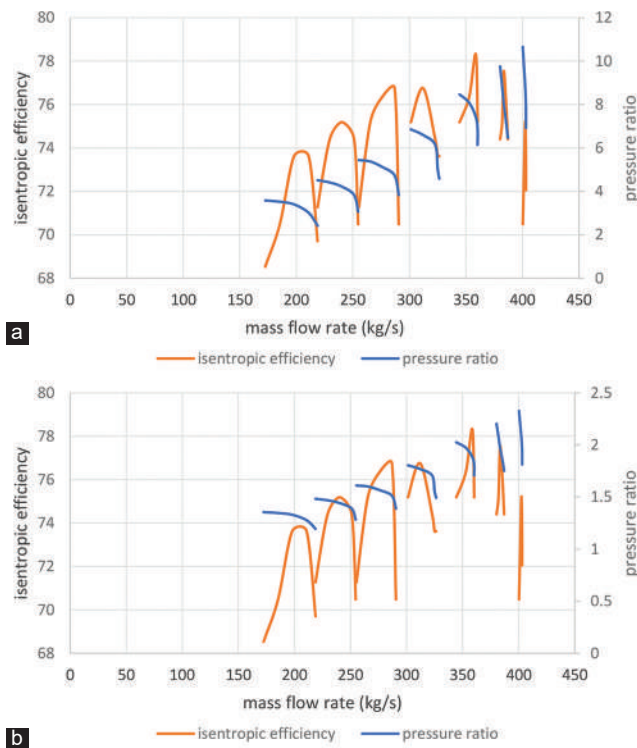 80 12
78 10
76 8
74 6
72 4
70 2
68 0
0 50 100 150 200 250 300 350 400 450
isentropic efficiency
pressure ratio
mass flow rate (kg/s)
a
isentropic efficiency pressure ratio
80 2.5
78 2
76 1.5
74 1
72 0.5
70 0
68
0 50 100 150 200 250 300 350 400 450
isentropic efficiency
pressure ratio
mass flow rate (kg/s)
b
isentropic efficiency pressure ratio